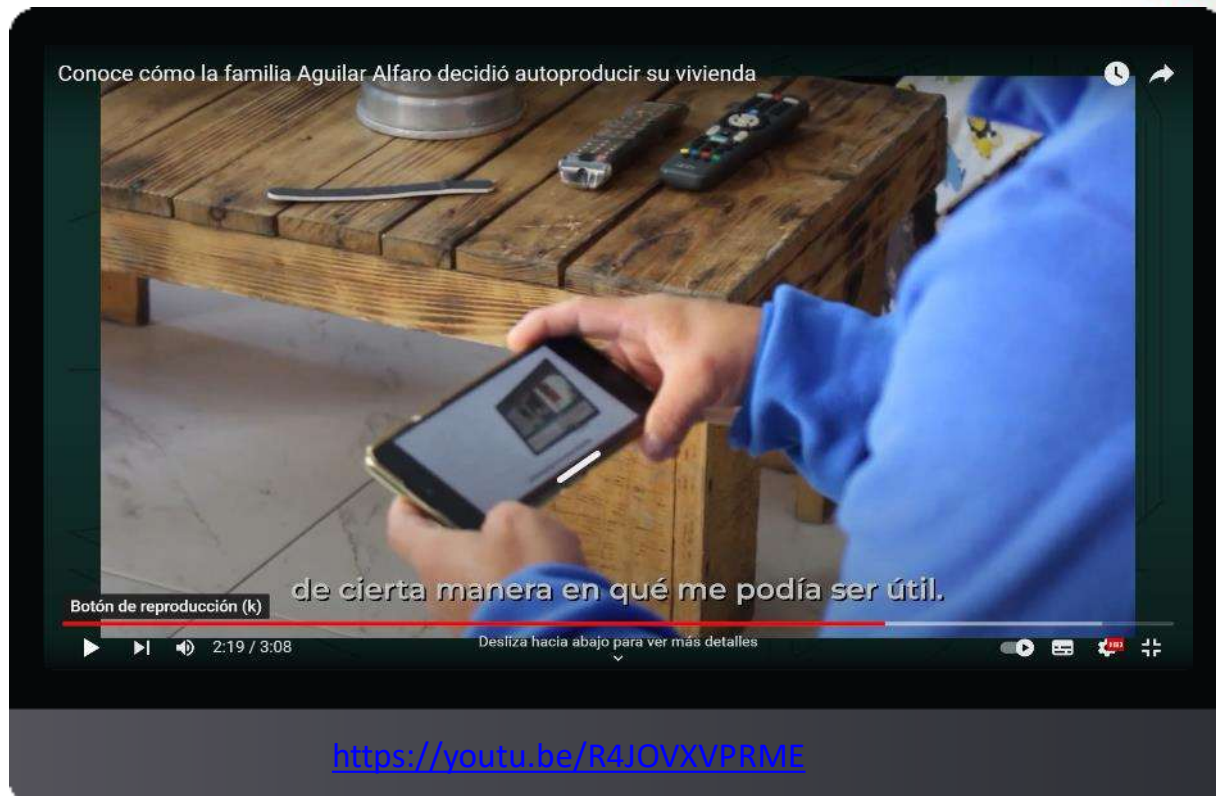 Conoce cómo la familia Aguilar Alfaro decidió autoproducir su vivienda
de cierta manera en qué me podía ser útil.
Botón de reproducción (k)
2:19 / 3:08
Desliza hacia abajo para ver más detalles
https://youtu.be/R4JOVXVPRME